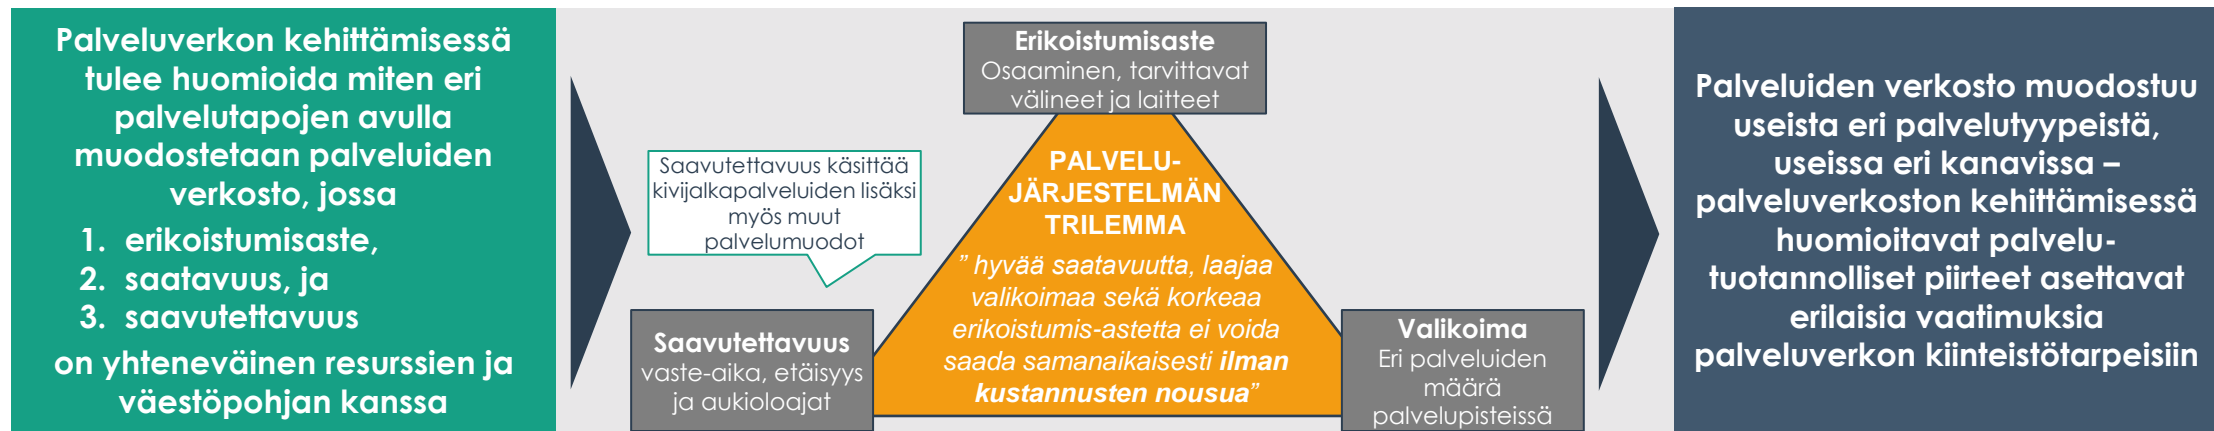 Palveluverkon kehittämisessä
tulee huomioida miten eri
palvelutapojen avulla
muodostetaan palveluiden
verkosto, jossa
1. erikoistumisaste,
2. saatavuus, ja
3. saavutettavuus
on yhteneväinen resurssien ja
väestöpohjan kanssa
Saavutettavuus käsittää
kivijalkapalveluiden lisäksi
myös muut
palvelumuodot
Erikoistumisaste
Osaaminen, tarvittavat
välineet ja laitteet
PALVELU-
JÄRJESTELMÄN
TRILEMMA
” hyvää saatavuutta, laajaa
valikoimaa sekä korkeaa
erikoistumis-astetta ei voida
saada samanaikaisesti ilman
kustannusten nousua”
Saavutettavuus
vaste-aika, etäisyys
ja aukioloajat
Valikoima
Eri palveluiden
määrä
palvelupisteissä
Palveluiden verkosto muodostuu
useista eri palvelutyypeistä,
useissa eri kanavissa –
palveluverkoston kehittämisessä
huomioitavat palvelu-
tuotannolliset piirteet asettavat
erilaisia vaatimuksia
palveluverkon kiinteistötarpeisiin